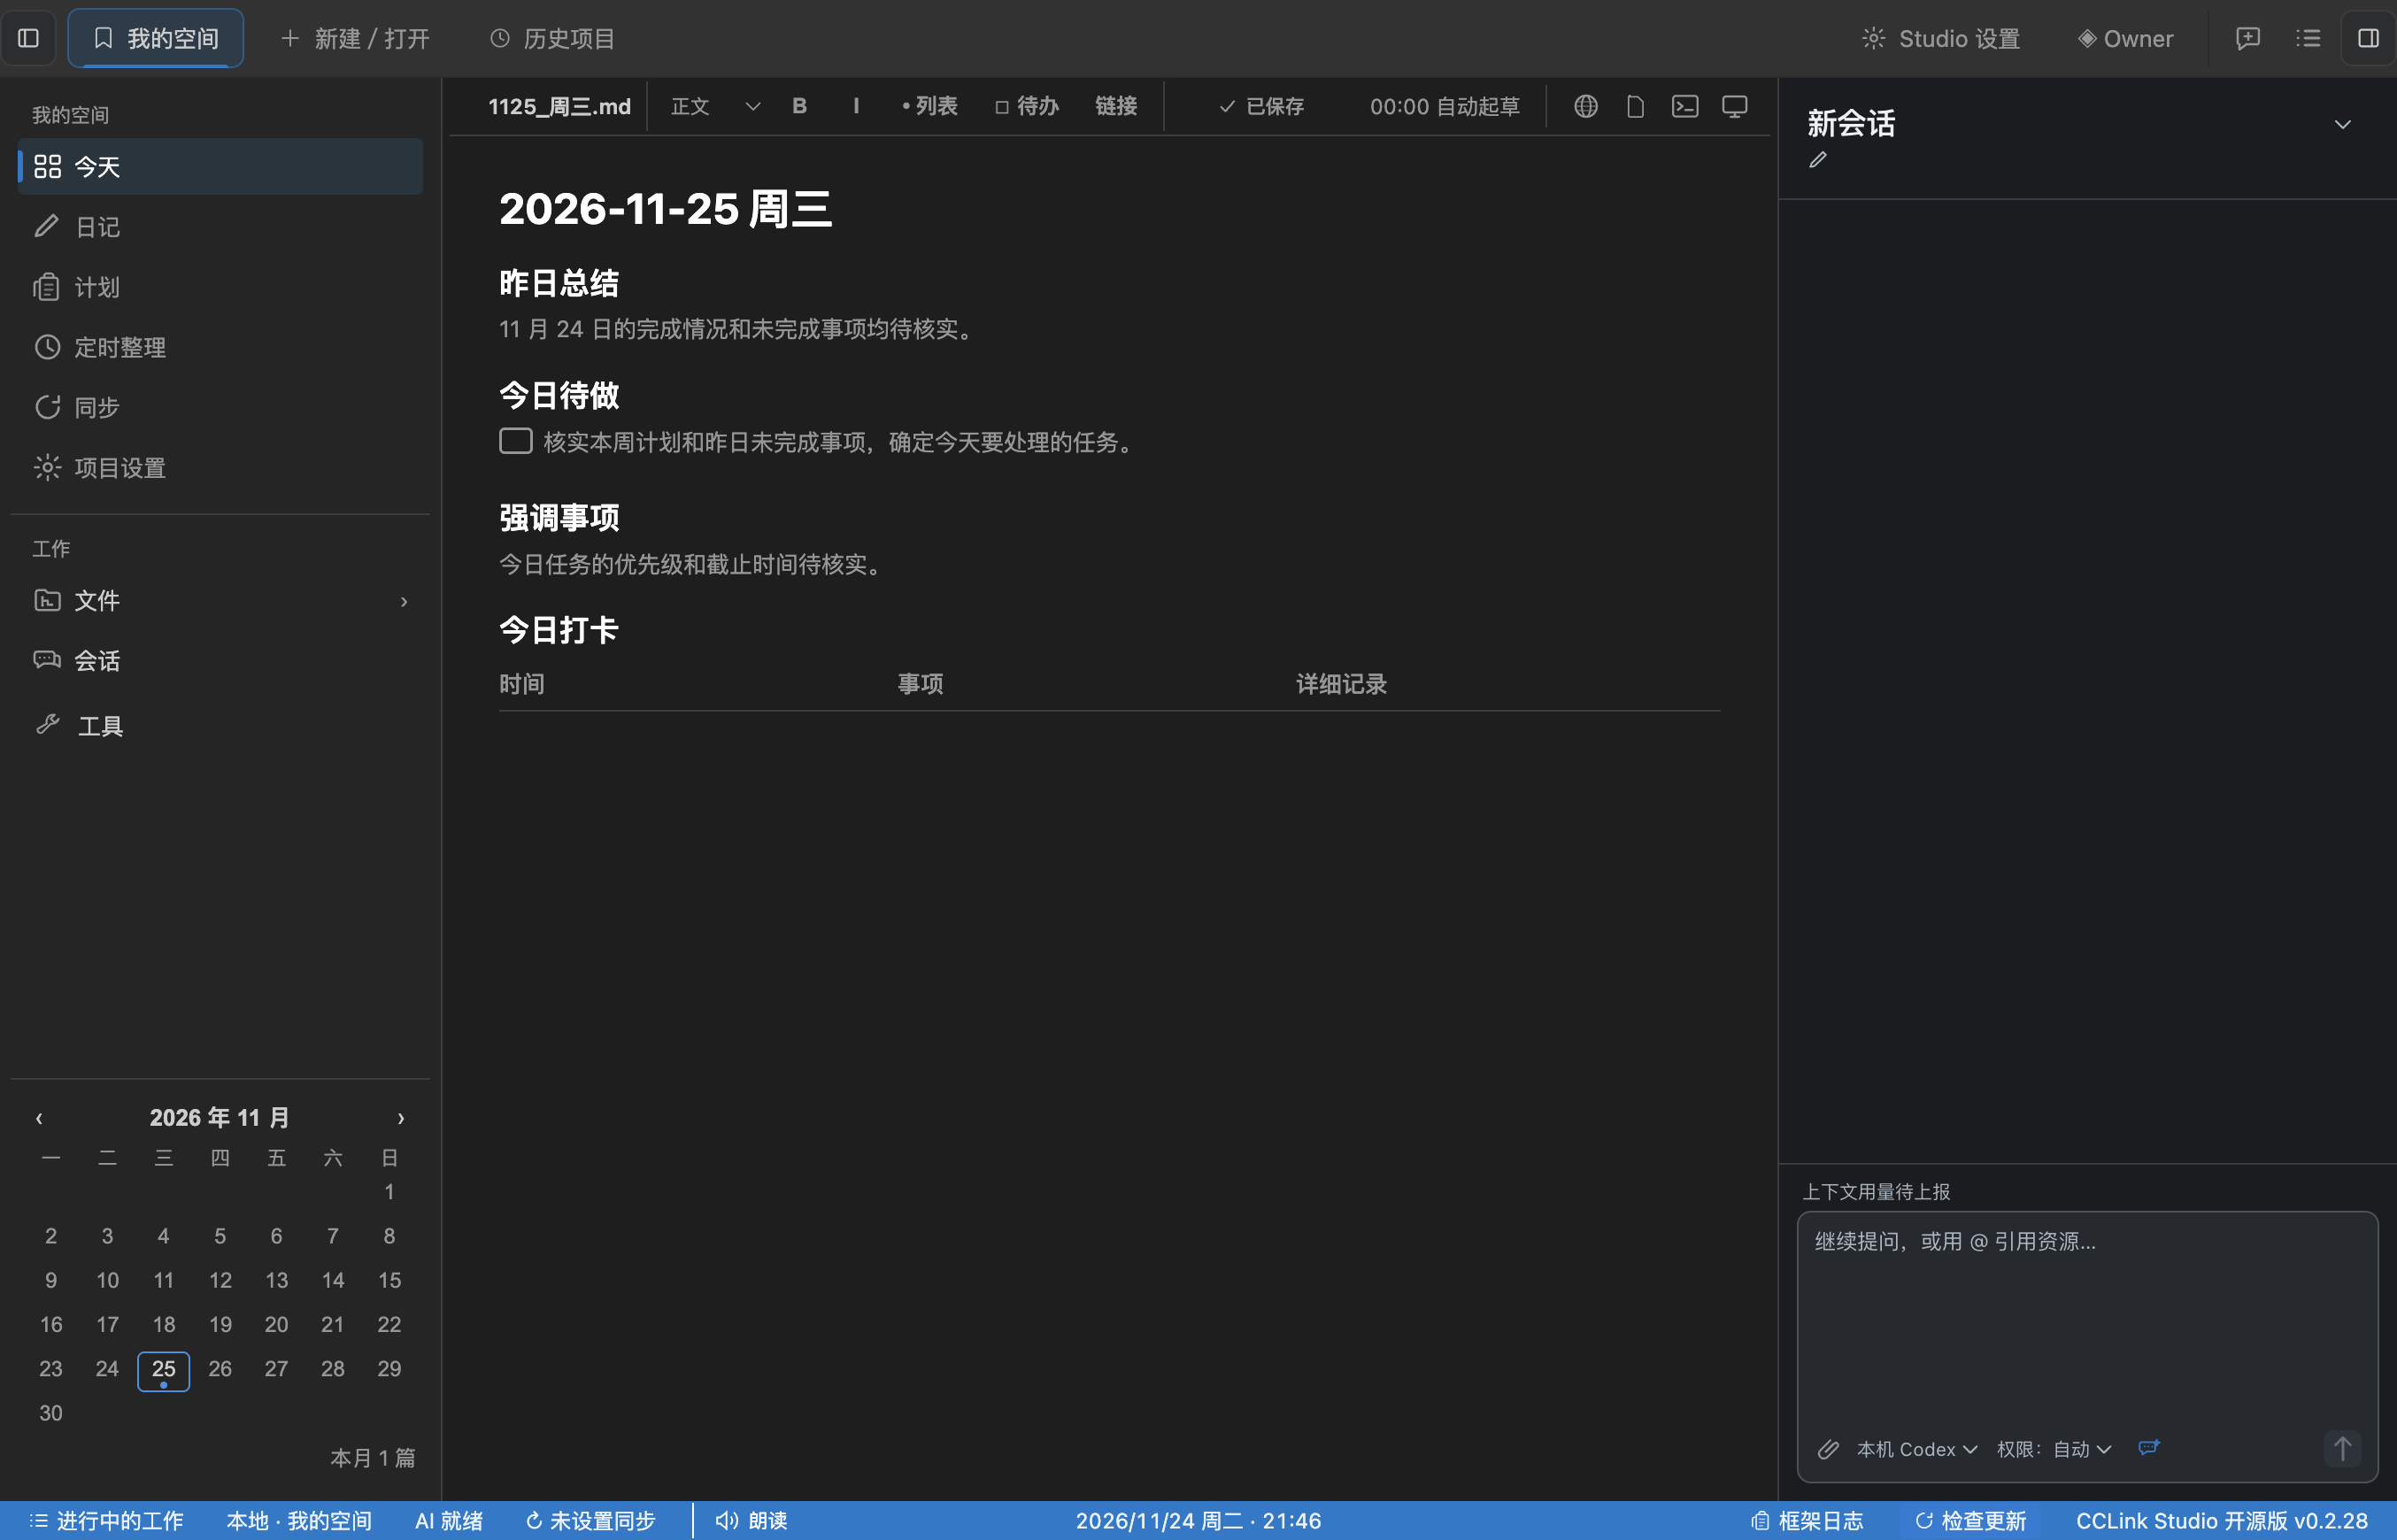 我的空间
新建 / 打开
历史项目
Studio 设置
Owner
我的空间
今天
日记
计划
定时整理
同步
项目设置
工作
文件
会话
工具
‹ 2026 年 11 月 ›
一 二 三 四 五 六 日
1
2 3 4 5 6 7 8
9 10 11 12 13 14 15
16 17 18 19 20 21 22
23 24 25 26 27 28 29
30
本月 1 篇
1125_周三.md 正文 B I • 列表 □ 待办 链接 ✓ 已保存 00:00 自动起草
2026-11-25 周三
昨日总结
11 月 24 日的完成情况和未完成事项均待核实。
今日待做
核实本周计划和昨日未完成事项，确定今天要处理的任务。
强调事项
今日任务的优先级和截止时间待核实。
今日打卡
时间 事项 详细记录
新会话
上下文用量待上报
继续提问，或用 @ 引用资源...
本机 Codex 权限：自动
进行中的工作 本地 · 我的空间 AI 就绪 未设置同步 朗读 2026/11/24 周二 · 21:46 框架日志 检查更新 CCLink Studio 开源版 v0.2.28